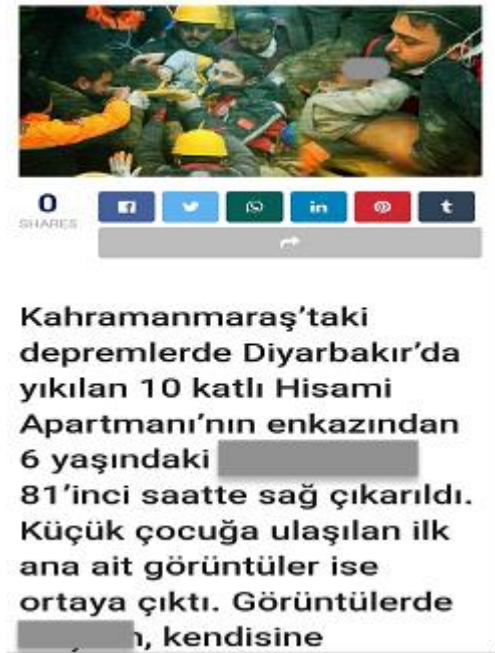 0
SHARES
Kahramanmaraş’taki
depremlerde Diyarbakır’da
yıkılan 10 katlı Hisami
Apartmanı’nın enkazından
6 yaşındaki
81’inci saatte sağ çıkarıldı.
Küçük çocuğa ulaşılan ilk
ana ait görüntüler ise
ortaya çıktı. Görüntülerde
kendisine